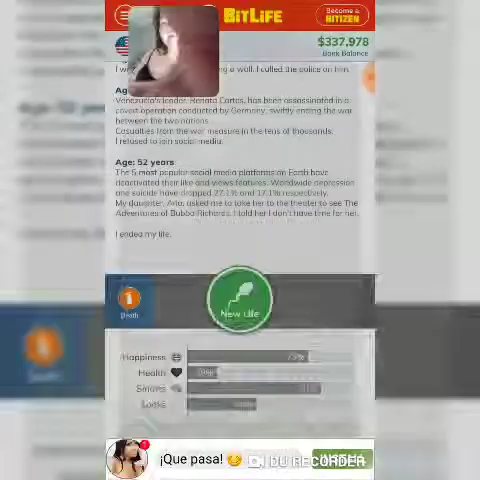 BitLife
Become a
BITIZEN
$337,978
Bank Balance
a wall. I called the police on him.
Venezuela's leader, Renata Cortes, has been assassinated in a
covert operation conducted by Germany, swiftly ending the war
between the two nations.
Casualties from the war measure in the tens of thousands.
I refused to join social media.
Age: 52 years
The 5 most popular social media platforms on Earth have
deactivated their like and views features. Worldwide depression
and suicide have dropped 27.1% and 17.1% respectively.
My daughter, Arla, asked me to take her to the theater to see The
Adventures of Bubba Richards. I told her I don't have time for her.
I ended my life.
Death
New Life
Happiness
Health
Smarts
Looks
¡Que pasa!
DU RECORDER